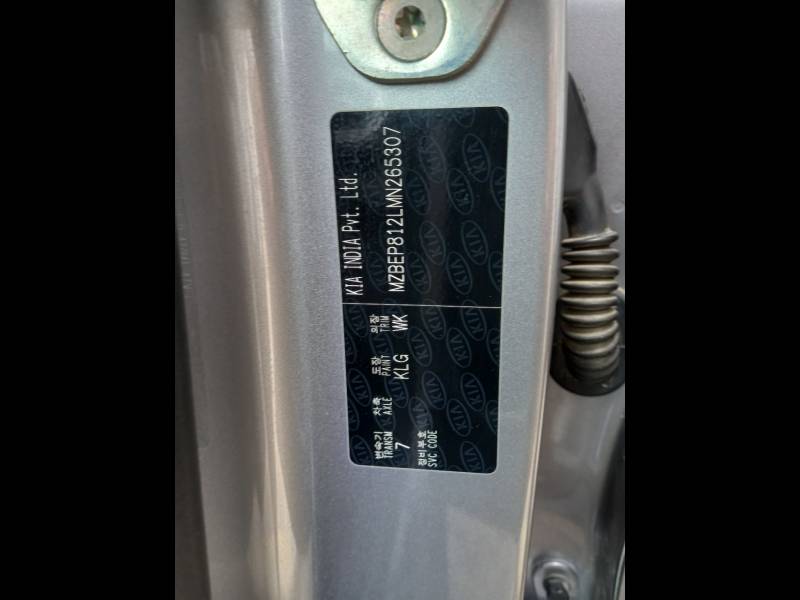 KIA INDIA Pvt. Ltd.
MZBEP812LMN265307
변속기 차축 도장 외장
TRANSM AXLE PAINT TRIM
7 KLG WK
정비부호
SVC CODE